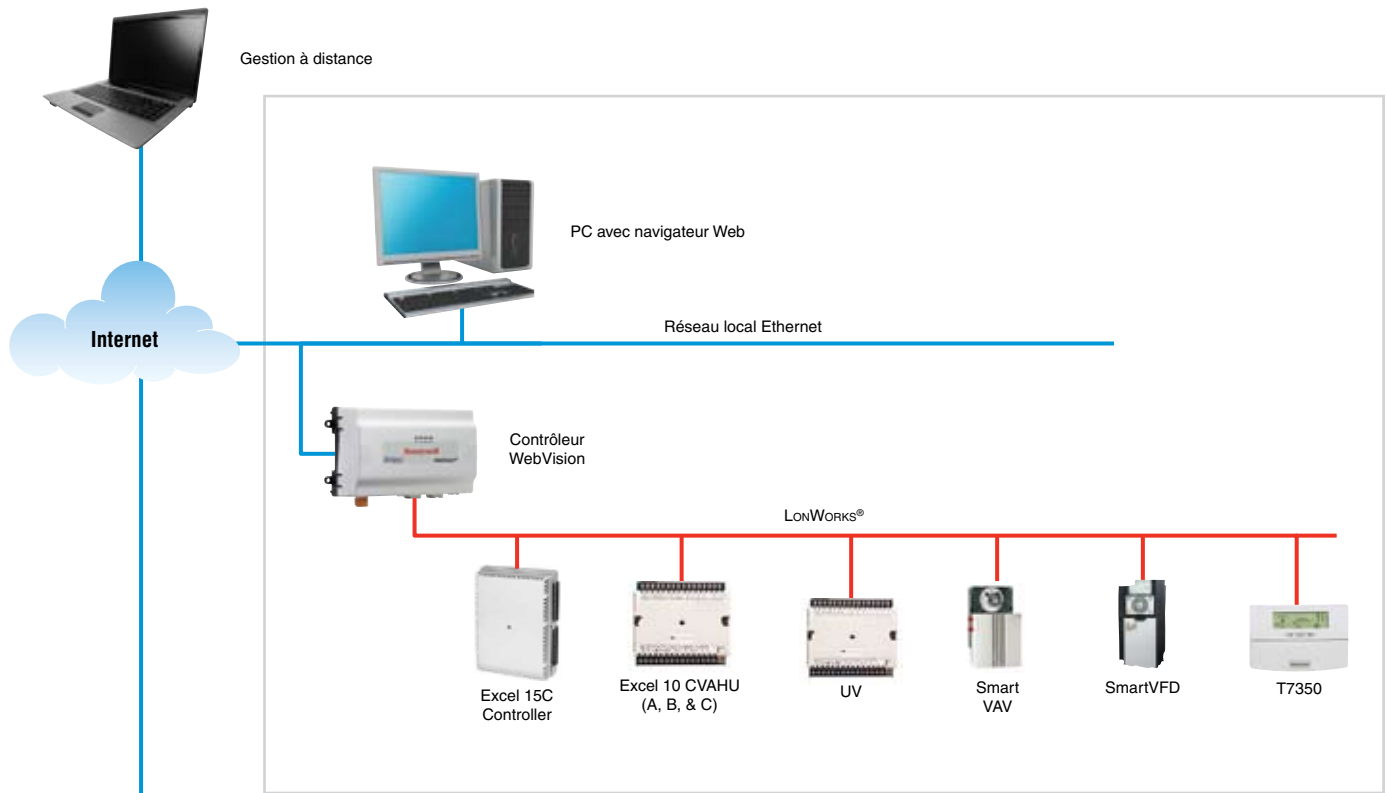 Gestion à distance
PC avec navigateur Web
Réseau local Ethernet
Internet
Contrôleur
WebVision
Honeywell
LONWORKS®
Excel 15C
Controller
Excel 10 CVAHU
(A, B, & C)
UV
Smart
VAV
SmartVFD
T7350